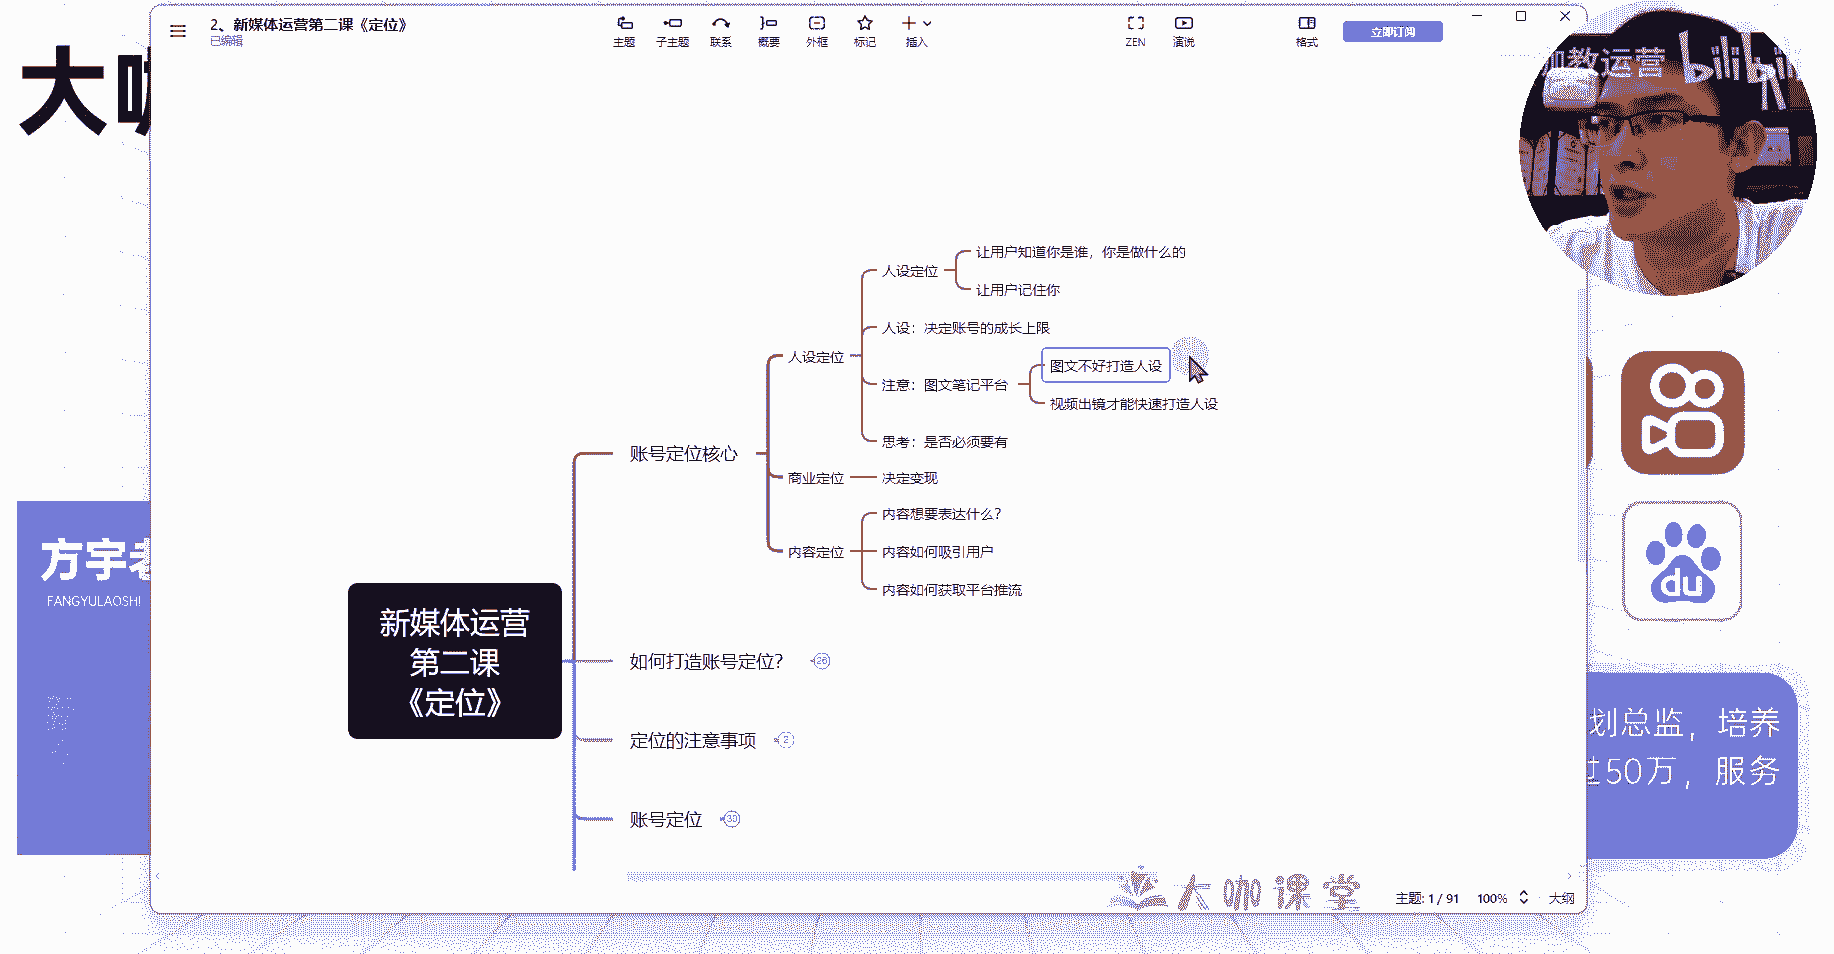 2、新媒体运营第二课《定位》
已编辑
主题
子主题
联系
概要
外框
标记
插入
ZEN
演说
格式
立即订阅
教运营
bilibili
大咖
让用户知道你是谁，你是做什么的
人设定位
让用户记住你
人设：决定账号的成长上限
人设定位
图文不好打造人设
注意：图文笔记平台
视频出镜才能快速打造人设
思考：是否必须要有
账号定位核心
商业定位
决定变现
内容想要表达什么？
内容定位
内容如何吸引用户
内容如何获取平台推流
方宇老
FANGYULAOSHI
新媒体运营
第二课
《定位》
如何打造账号定位？
26
定位的注意事项
2
账号定位
30
du
划总监，培养
过50万，服务
大咖课堂
主题: 1 / 91
100%
大纲